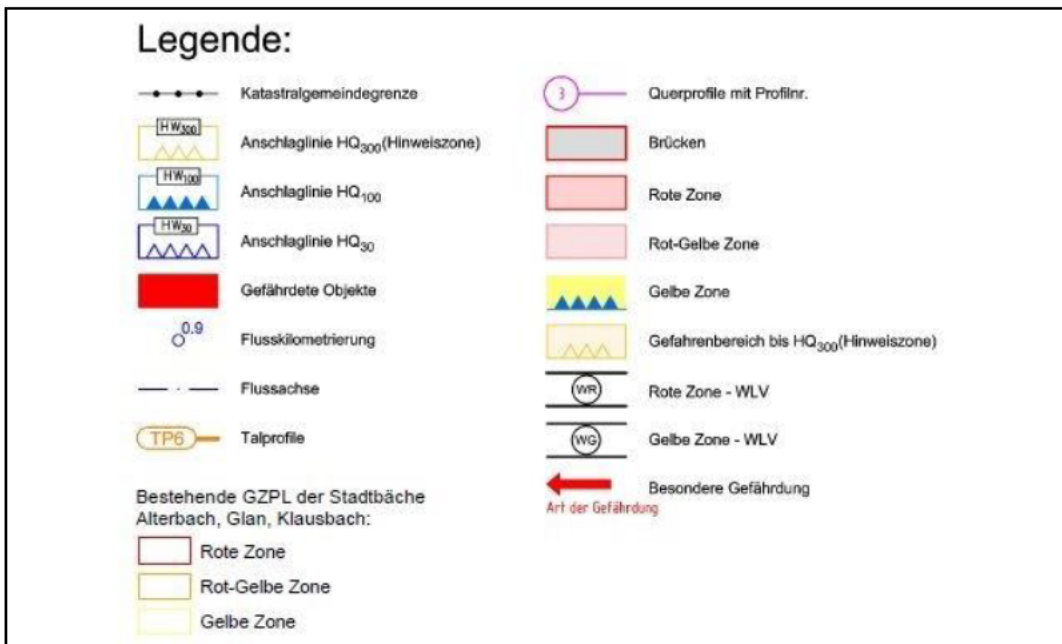 Legende:
Katastralgemeindegrenze
HW300
Anschlaglinie HQ300(Hinweiszone)
HW100
Anschlaglinie HQ100
HW30
Anschlaglinie HQ30
Gefährdete Objekte
0.9
Flusskilometrierung
Flussachse
TP6
Talprofile
Bestehende GZPL der Stadtbäche
Alterbach, Glan, Klausbach:
Rote Zone
Rot-Gelbe Zone
Gelbe Zone
3
Querprofile mit Profilnr.
Brücken
Rote Zone
Rot-Gelbe Zone
Gelbe Zone
Gefahrenbereich bis HQ300(Hinweiszone)
WR
Rote Zone - WLV
WG
Gelbe Zone - WLV
Besondere Gefährdung
Art der Gefährdung